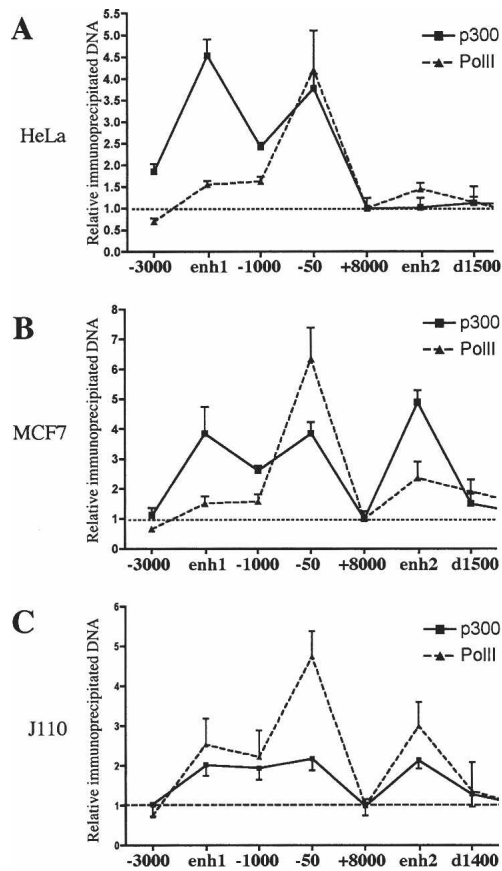 A
HeLa
Relative immunoprecipitated DNA
5.5
5.0
4.5
4.0
3.5
3.0
2.5
2.0
1.5
1.0
0.5
0.0
p300
PolII
-3000 enh1 -1000 -50 +8000 enh2 d1500
B
MCF7
Relative immunoprecipitated DNA
8
7
6
5
4
3
2
1
0
p300
PolII
-3000 enh1 -1000 -50 +8000 enh2 d1500
C
J110
Relative immunoprecipitated DNA
6
5
4
3
2
1
0
p300
PolII
-3000 enh1 -1000 -50 +8000 enh2 d1400